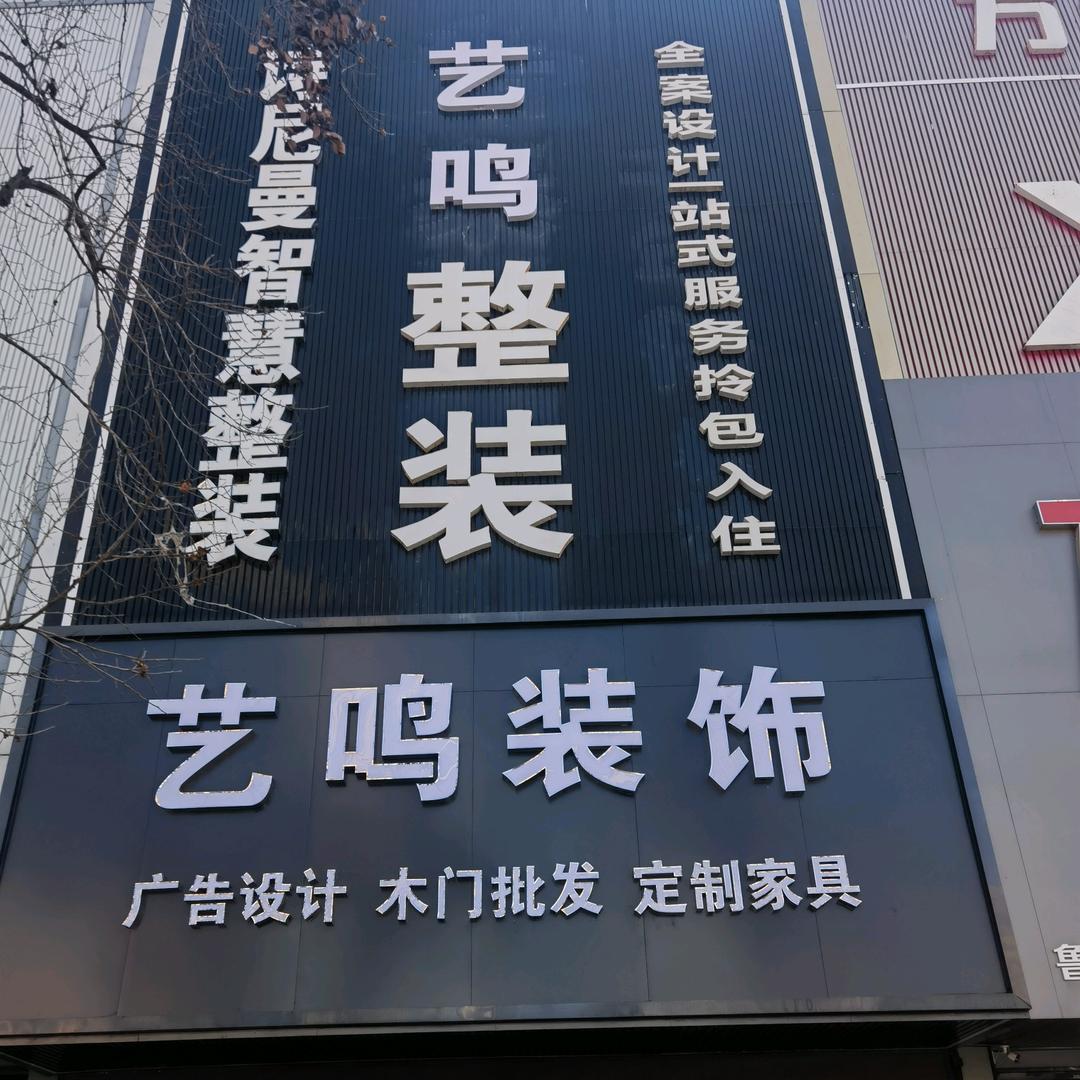 诗尼曼智慧整装
艺鸣整装
全案设计一站式服务拎包入住
艺鸣装饰
广告设计 木门批发 定制家具
鲁